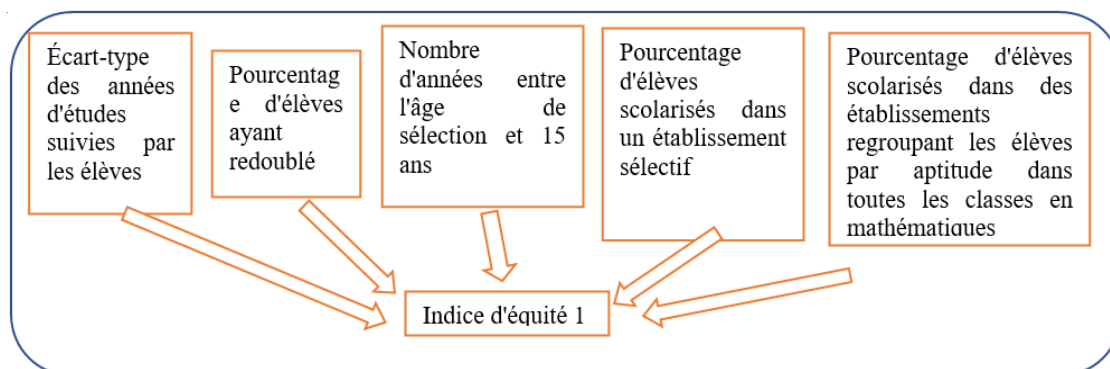 Écart-type
des années
d'études
suivies par
les élèves
Pourcentag
e d'élèves
ayant
redoublé
Nombre
d'années entre
l'âge de
sélection et 15
ans
Pourcentage
d'élèves
scolarisés dans
un établissement
sélectif
Pourcentage d'élèves
scolarisés dans des
établissements
regroupant les élèves
par aptitude dans
toutes les classes en
mathématiques
Indice d'équité 1